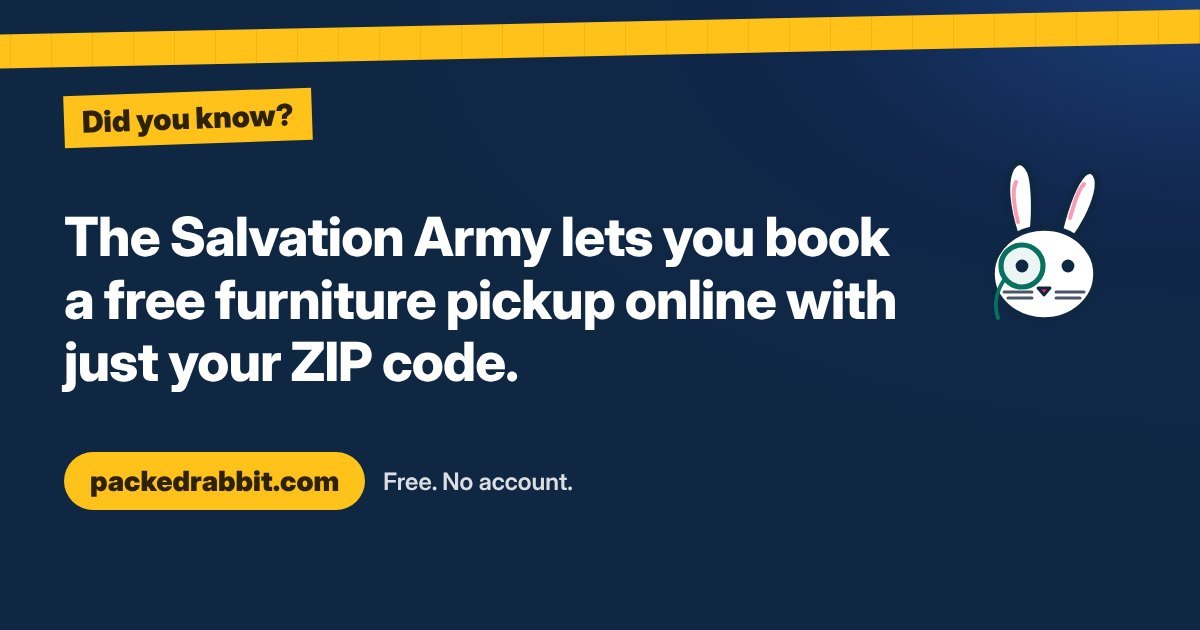 Did you know?
The Salvation Army lets you book
a free furniture pickup online with
just your ZIP code.
packedrabbit.com
Free. No account.